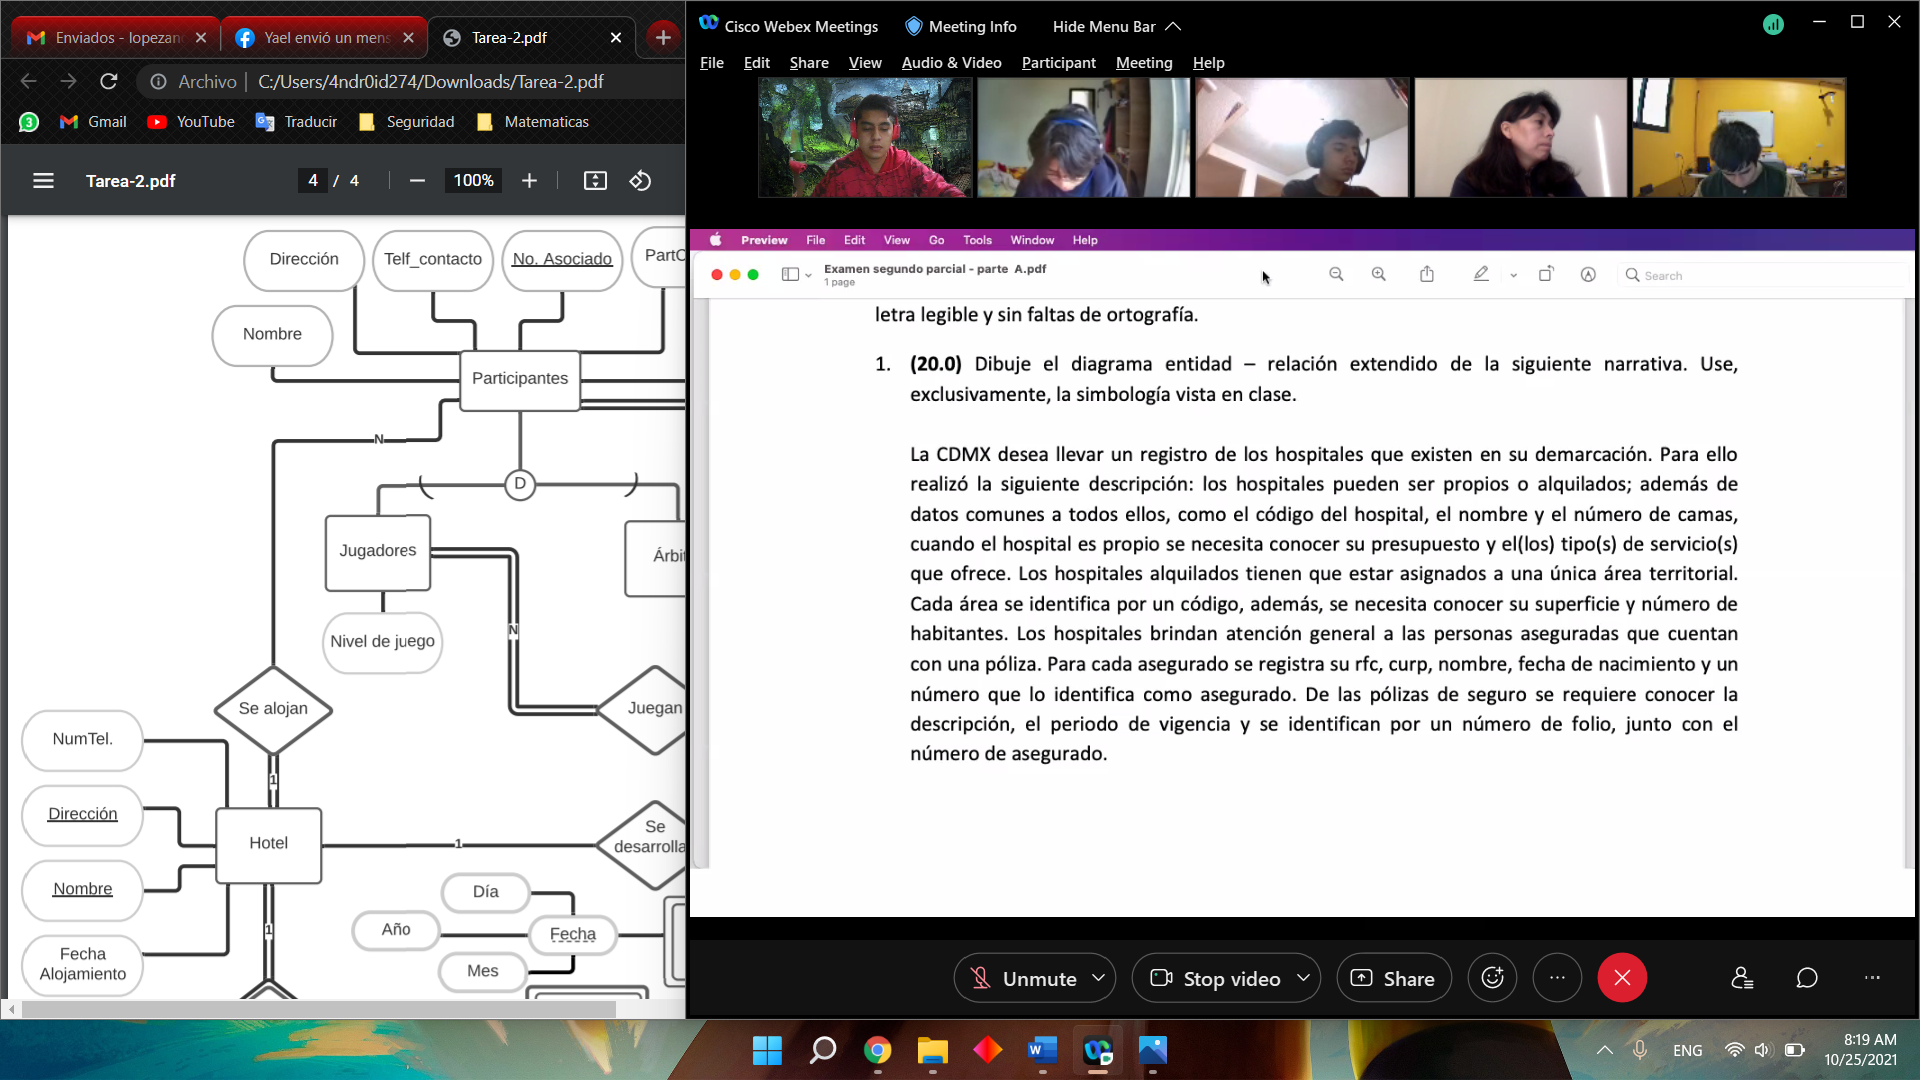 Enviados - lopezan
Yael envió un mens
Tarea-2.pdf
Archivo | C:/Users/4ndr0id274/Downloads/Tarea-2.pdf
3 Gmail YouTube Traducir Seguridad Matematicas
Tarea-2.pdf 4 / 4 100%
Dirección
Telf_contacto
No. Asociado
PartO
Nombre
Participantes
N
D
Jugadores
Árbi
Nivel de juego
N
Se alojan
Juegan
NumTel.
1
Dirección
Hotel
1
Se
desarrolla
Nombre
Día
Año
Fecha
1
Mes
Fecha
Alojamiento
Cisco Webex Meetings Meeting Info Hide Menu Bar
File Edit Share View Audio & Video Participant Meeting Help
Preview File Edit View Go Tools Window Help
Examen segundo parcial - parte A.pdf
1 page
Search
letra legible y sin faltas de ortografía.
1. (20.0) Dibuje el diagrama entidad – relación extendido de la siguiente narrativa. Use,
exclusivamente, la simbología vista en clase.
La CDMX desea llevar un registro de los hospitales que existen en su demarcación. Para ello
realizó la siguiente descripción: los hospitales pueden ser propios o alquilados; además de
datos comunes a todos ellos, como el código del hospital, el nombre y el número de camas,
cuando el hospital es propio se necesita conocer su presupuesto y el(los) tipo(s) de servicio(s)
que ofrece. Los hospitales alquilados tienen que estar asignados a una única área territorial.
Cada área se identifica por un código, además, se necesita conocer su superficie y número de
habitantes. Los hospitales brindan atención general a las personas aseguradas que cuentan
con una póliza. Para cada asegurado se registra su rfc, curp, nombre, fecha de nacimiento y un
número que lo identifica como asegurado. De las pólizas de seguro se requiere conocer la
descripción, el periodo de vigencia y se identifican por un número de folio, junto con el
número de asegurado.
Unmute Stop video Share
ENG
8:19 AM
10/25/2021